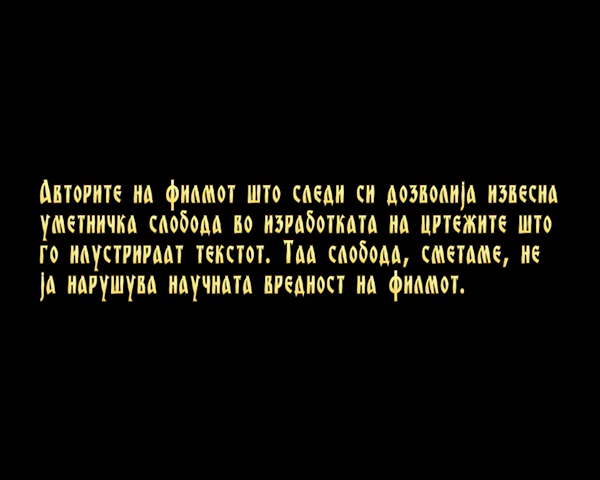 Авторите на филмот што следи си дозволија извесна
уметничка слобода во изработката на цртежите што
го илустрираат текстот. Таа слобода, сметаме, не
ја нарушува научната вредност на филмот.